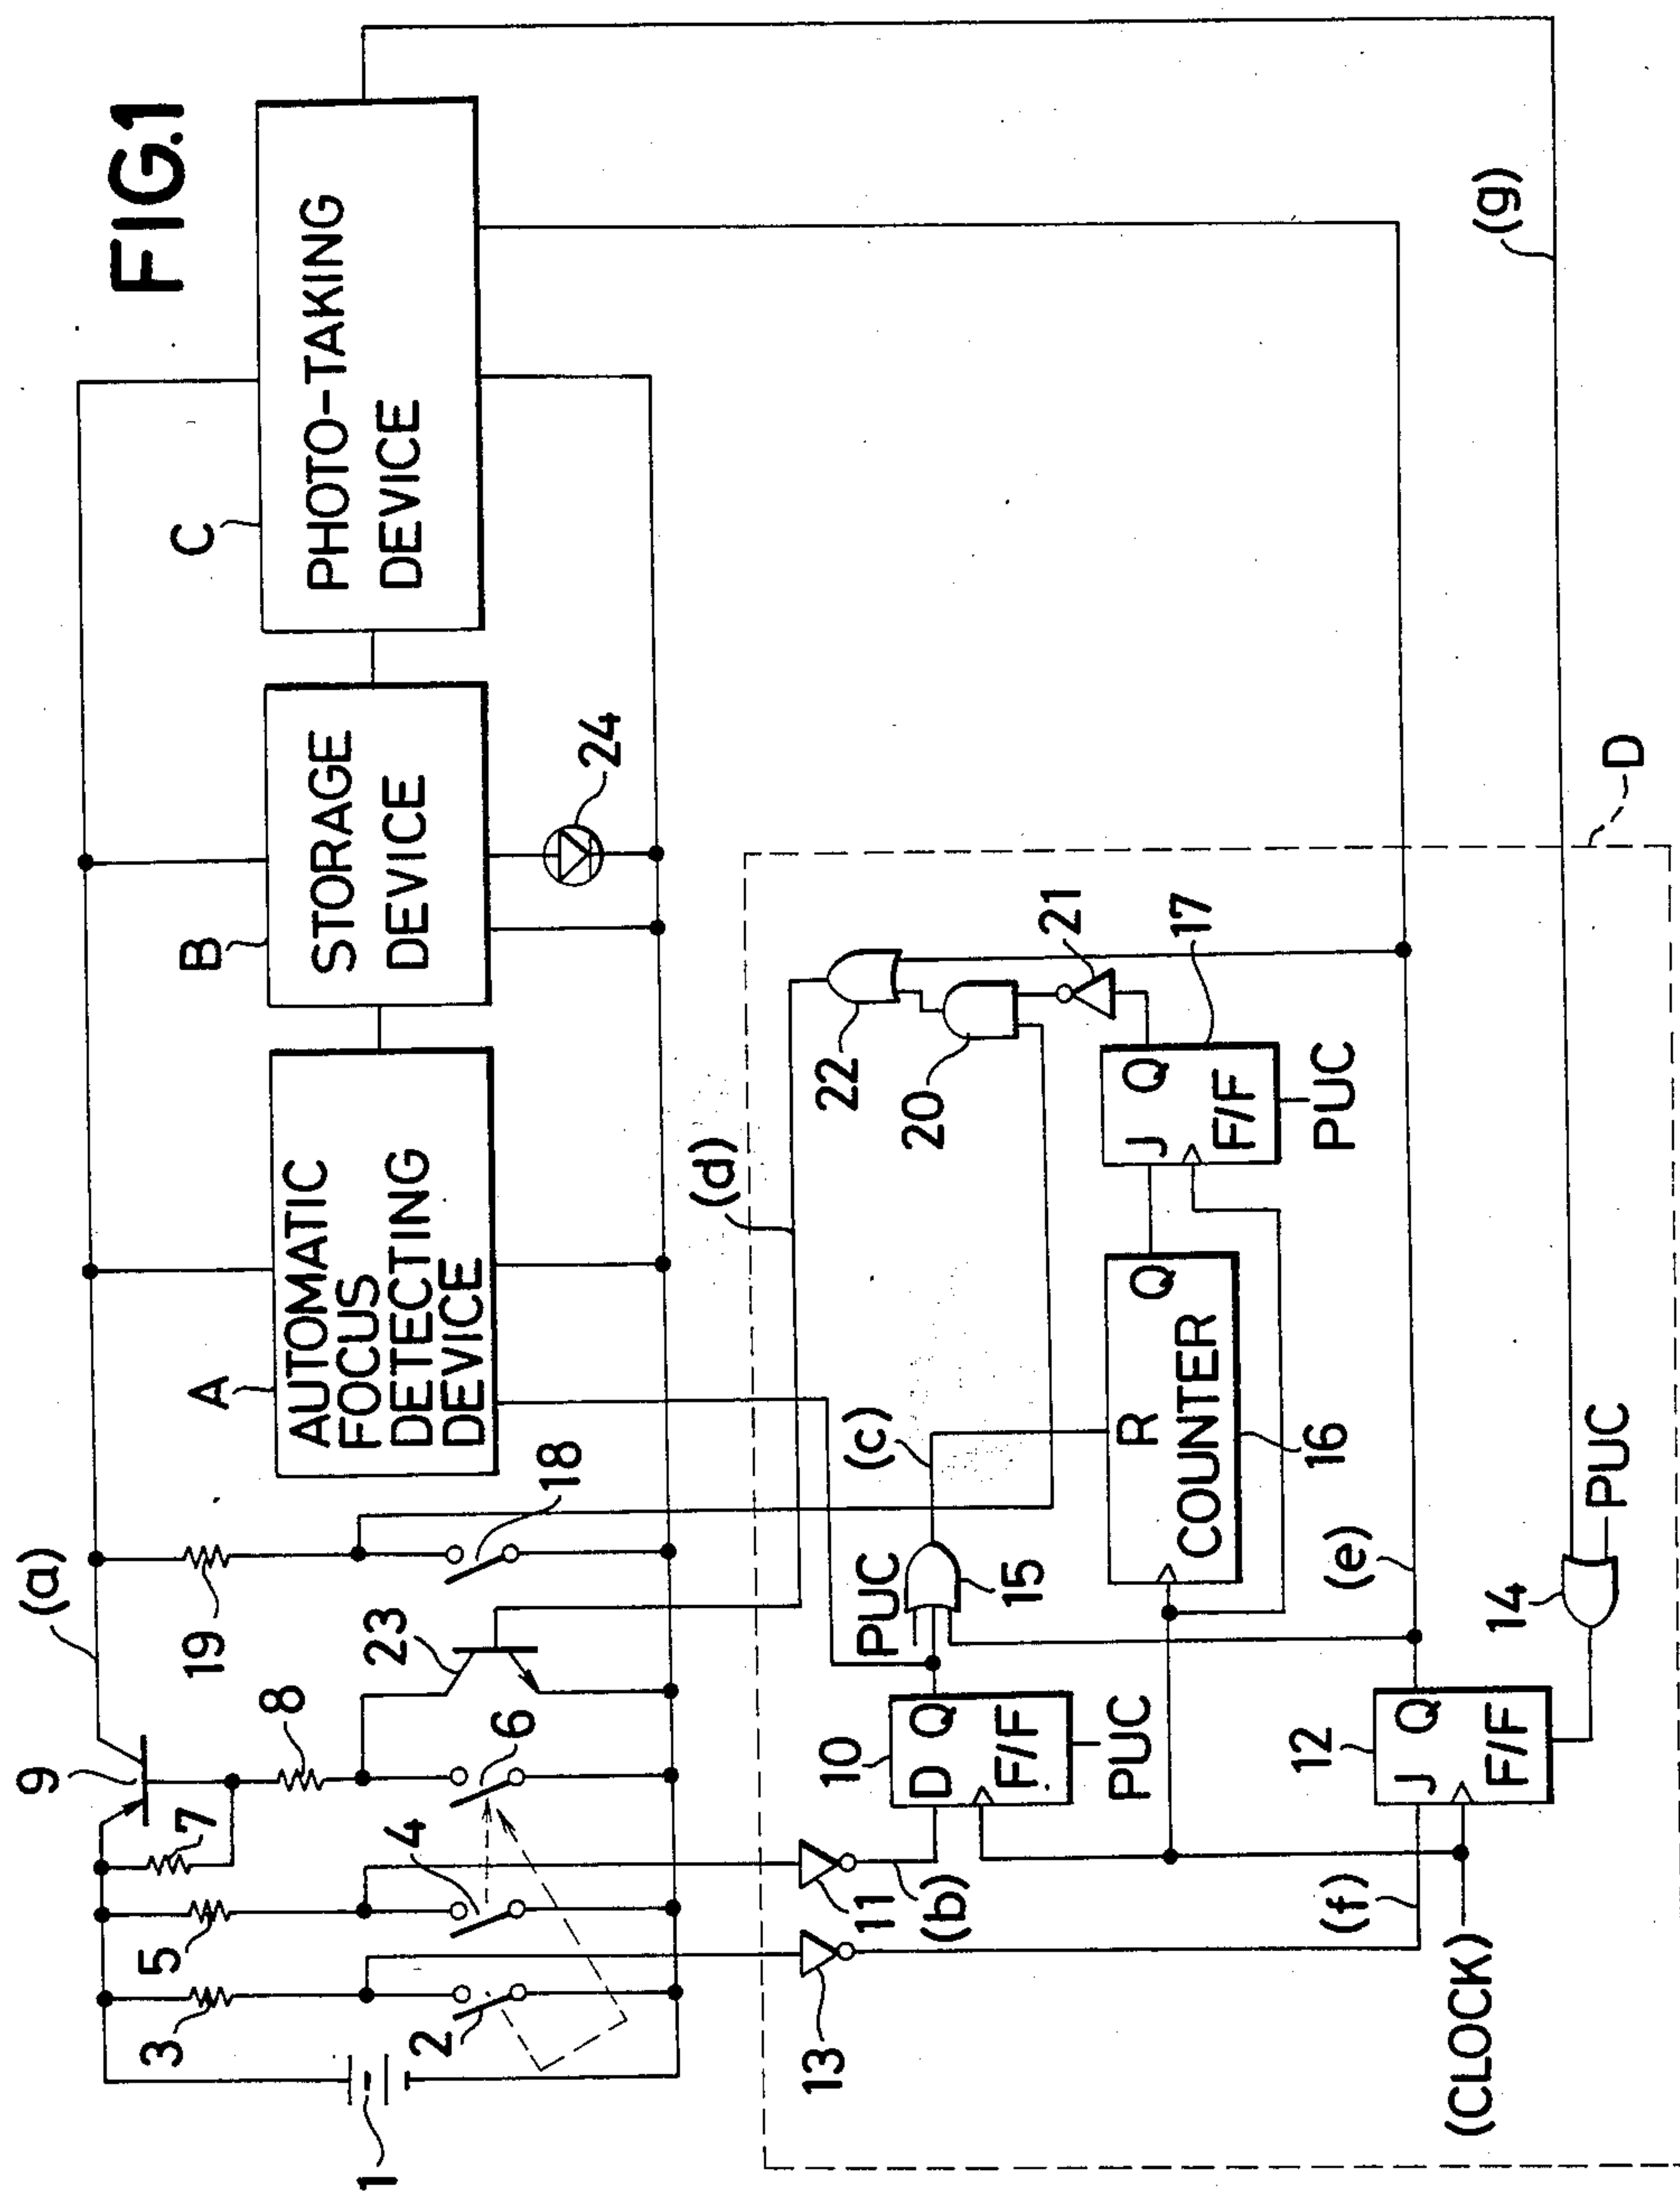 FIG.1
(a)
9
19
A
AUTOMATIC
FOCUS
DETECTING
DEVICE
B
STORAGE
DEVICE
C
PHOTO-TAKING
DEVICE
1
3
2
5
4
7
8
6
23
18
24
(d)
13
11
(b)
10
D Q
F/F
PUC
PUC
15
(c)
R Q
COUNTER
16
22
20
21
J Q
F/F
17
PUC
D
(f)
(CLOCK)
12
J Q
F/F
(e)
14
PUC
(g)